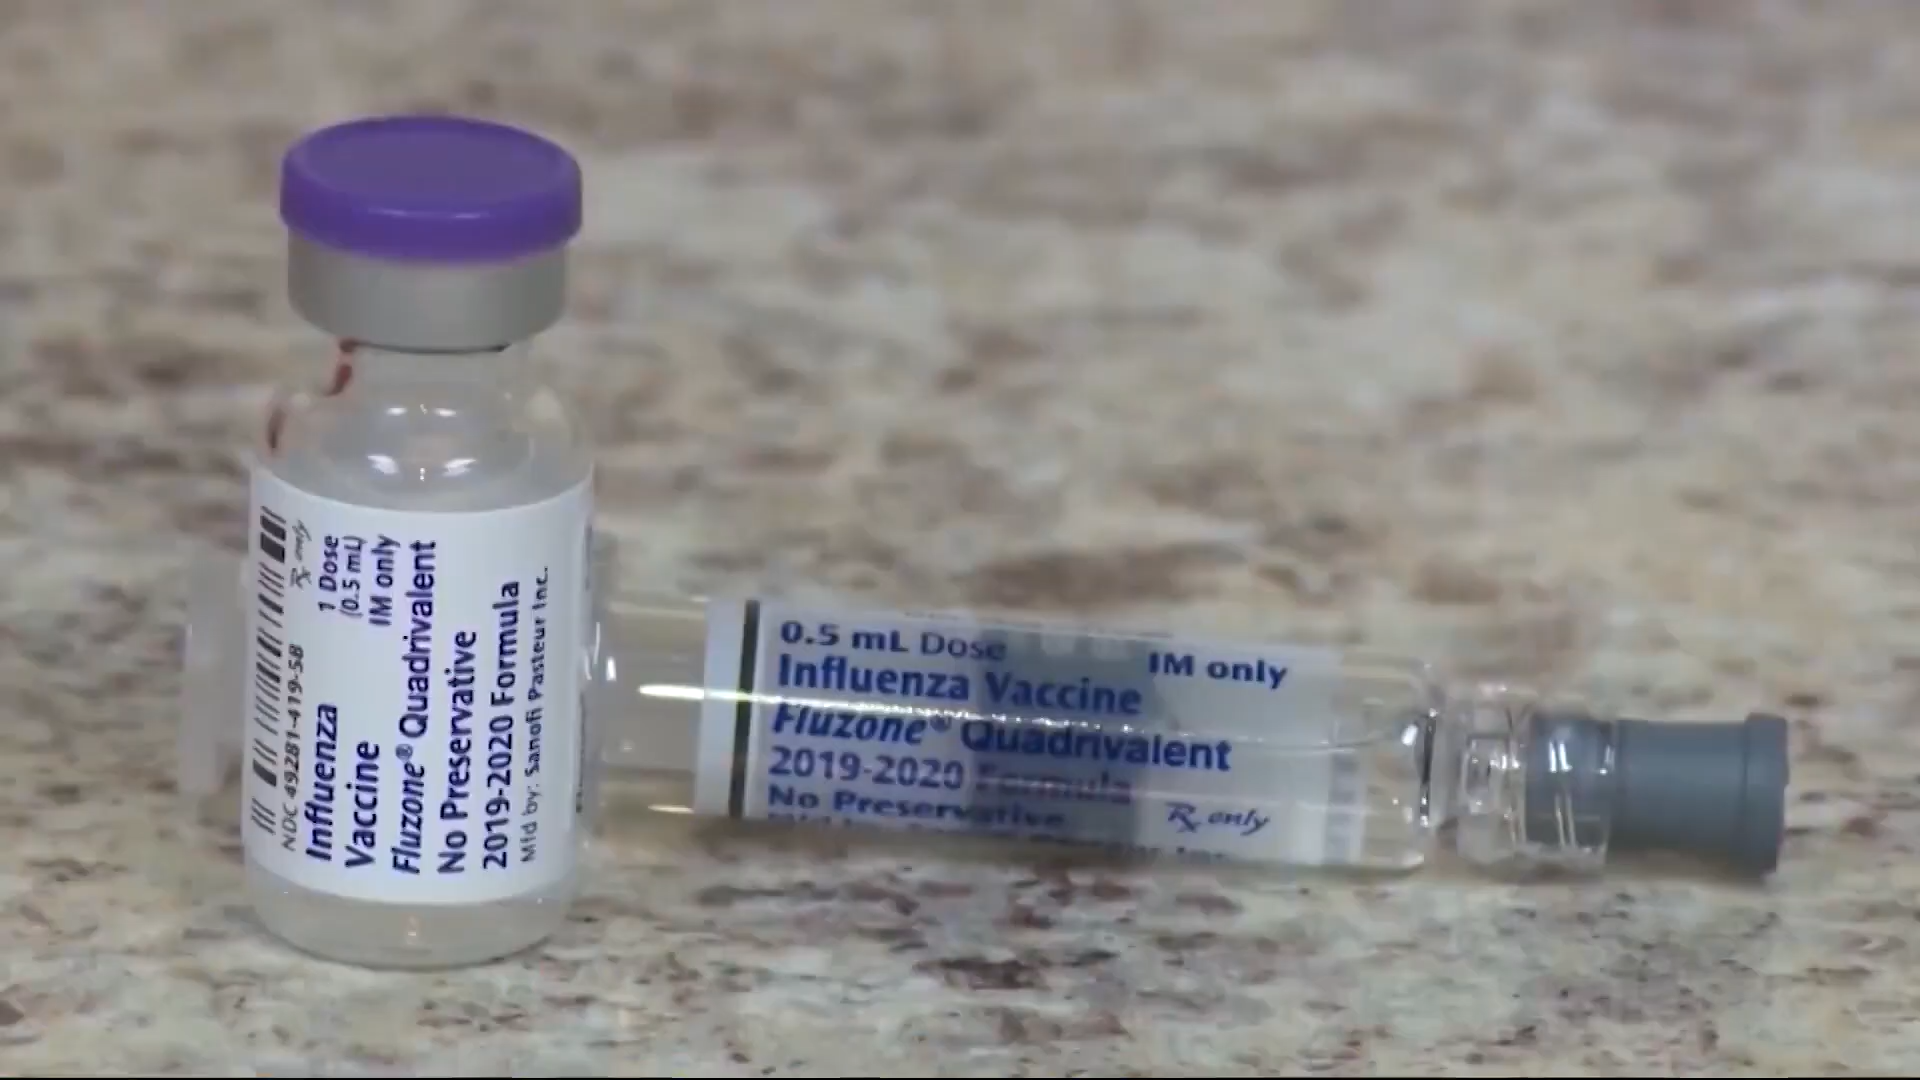 NDC 49281-419-58 Rx only
Influenza 1 Dose
(0.5 mL)
Vaccine IM only
Fluzone® Quadrivalent
No Preservative
2019-2020 Formula
Mfd by: Sanofi Pasteur Inc.
0.5 mL Dose IM only
Influenza Vaccine
Fluzone® Quadrivalent
2019-2020 Formula
No Preservative Rx only